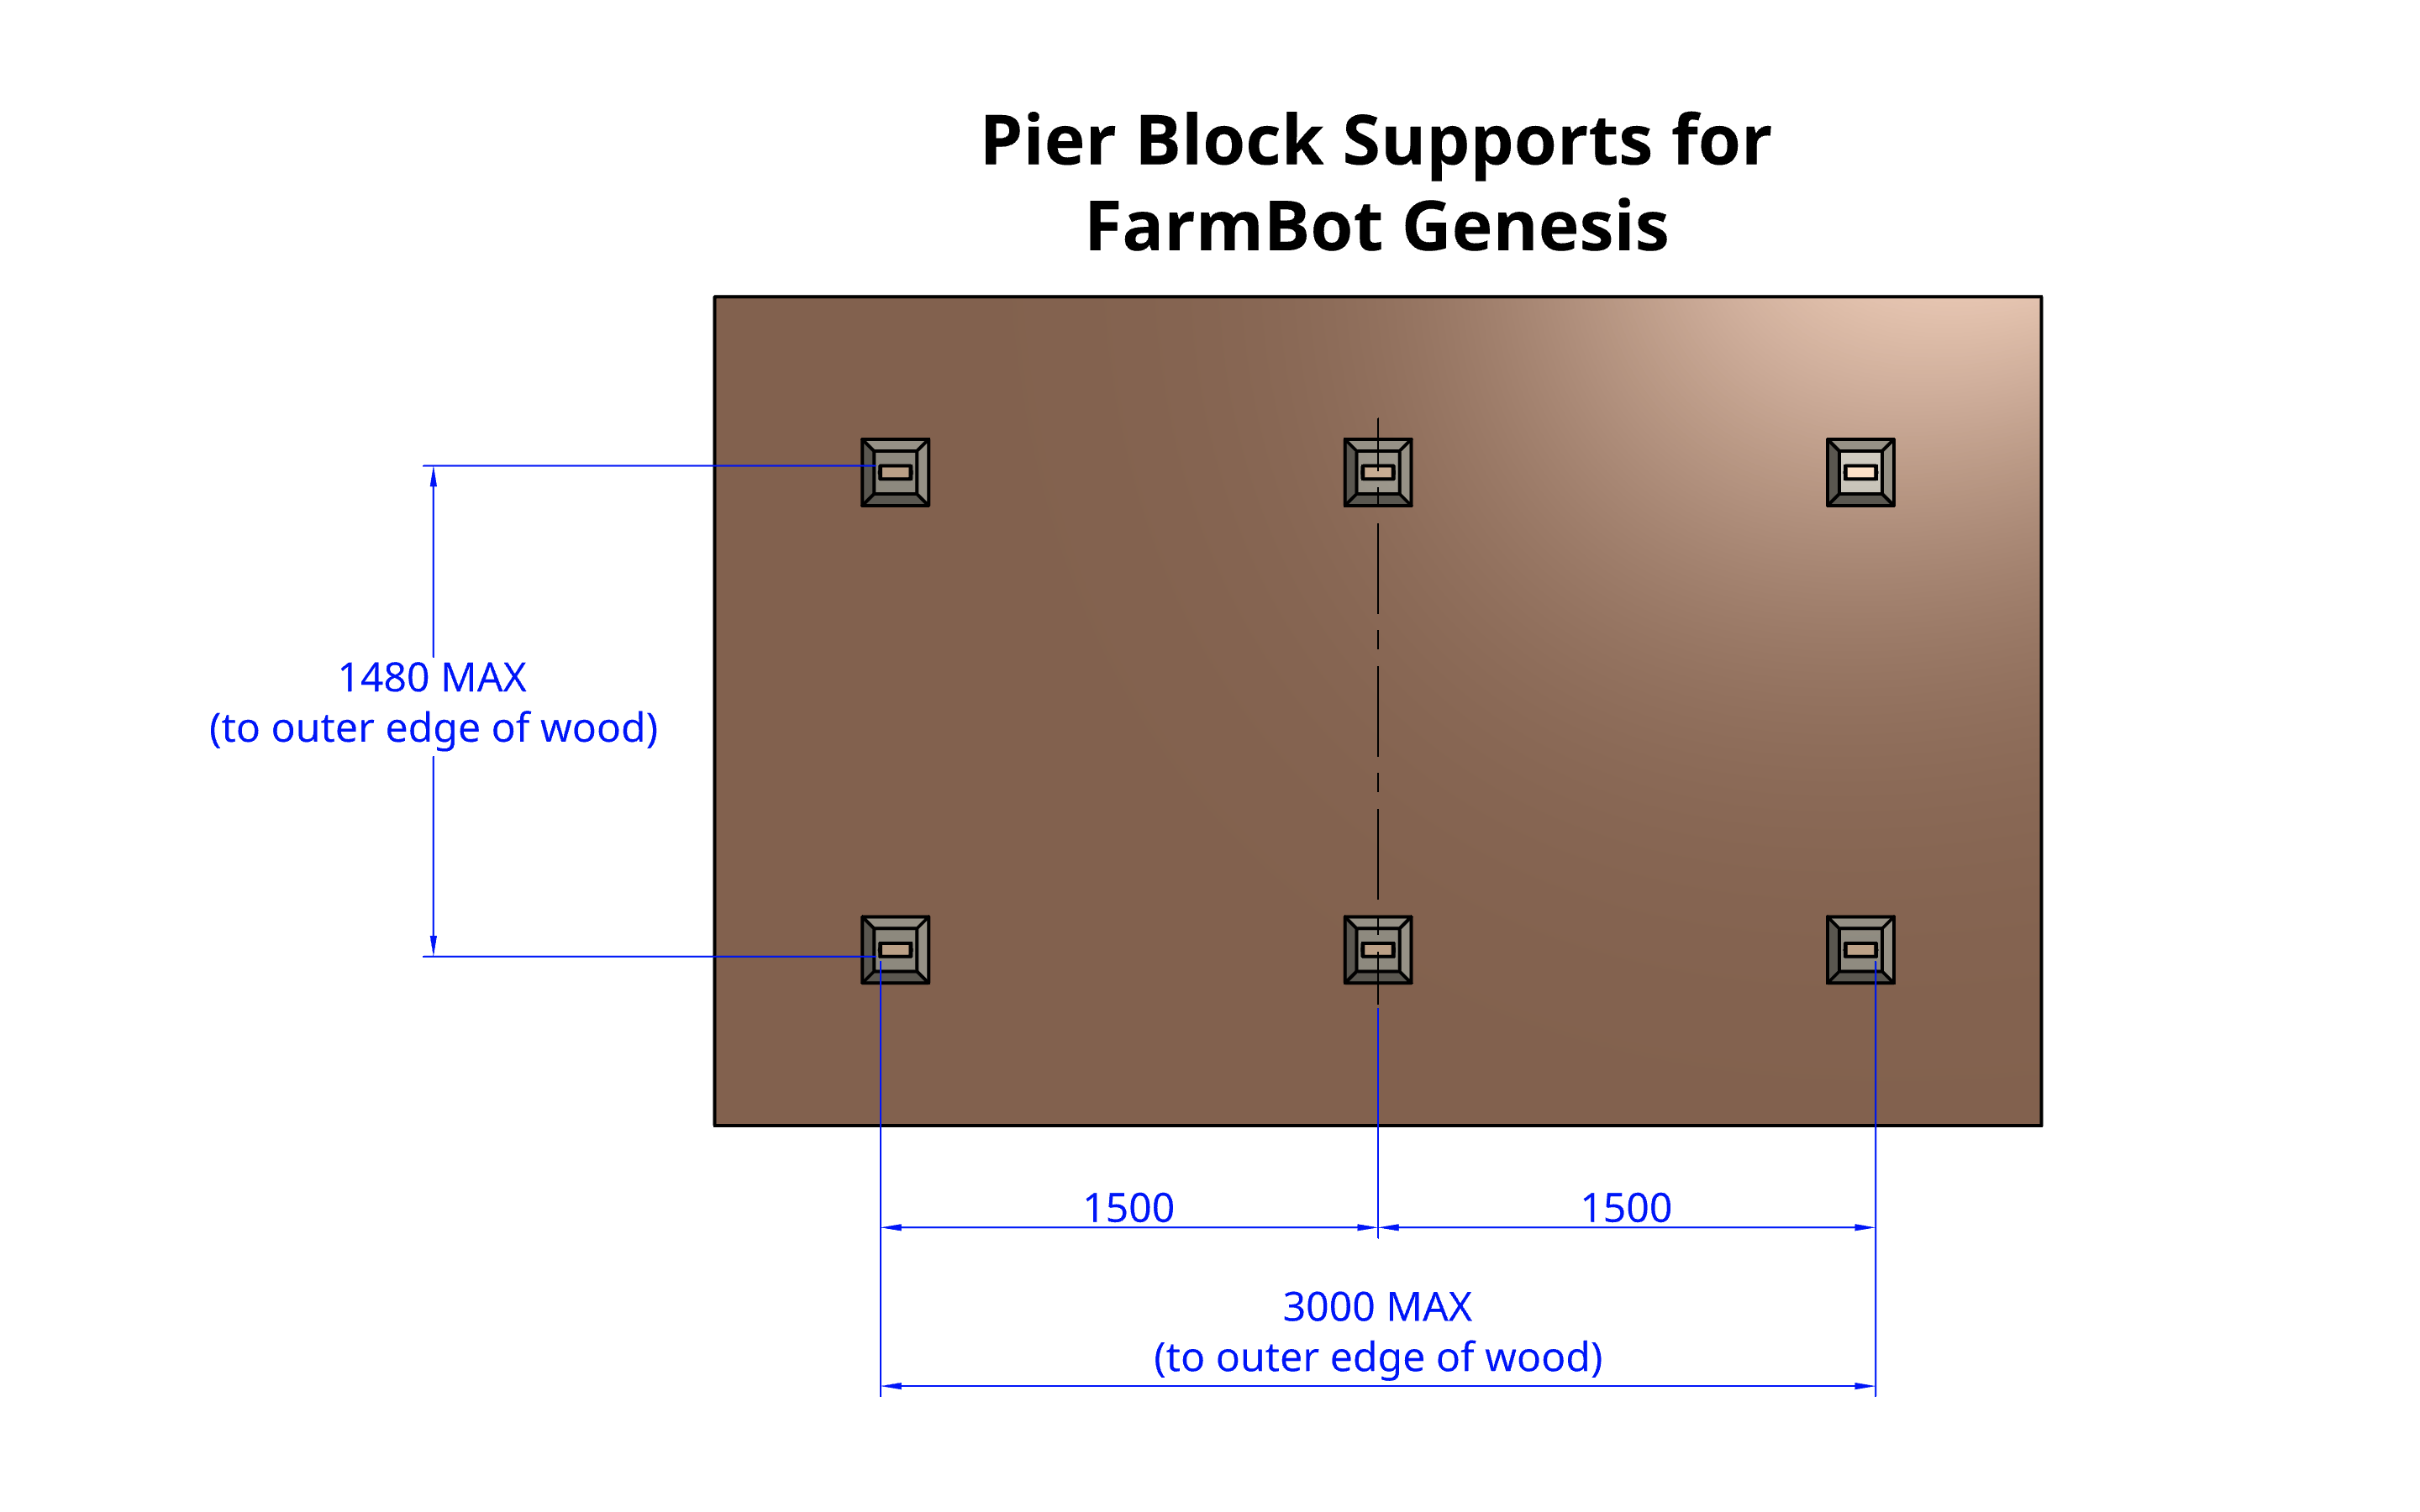 Pier Block Supports for
FarmBot Genesis
1480 MAX
(to outer edge of wood)
1500
1500
3000 MAX
(to outer edge of wood)